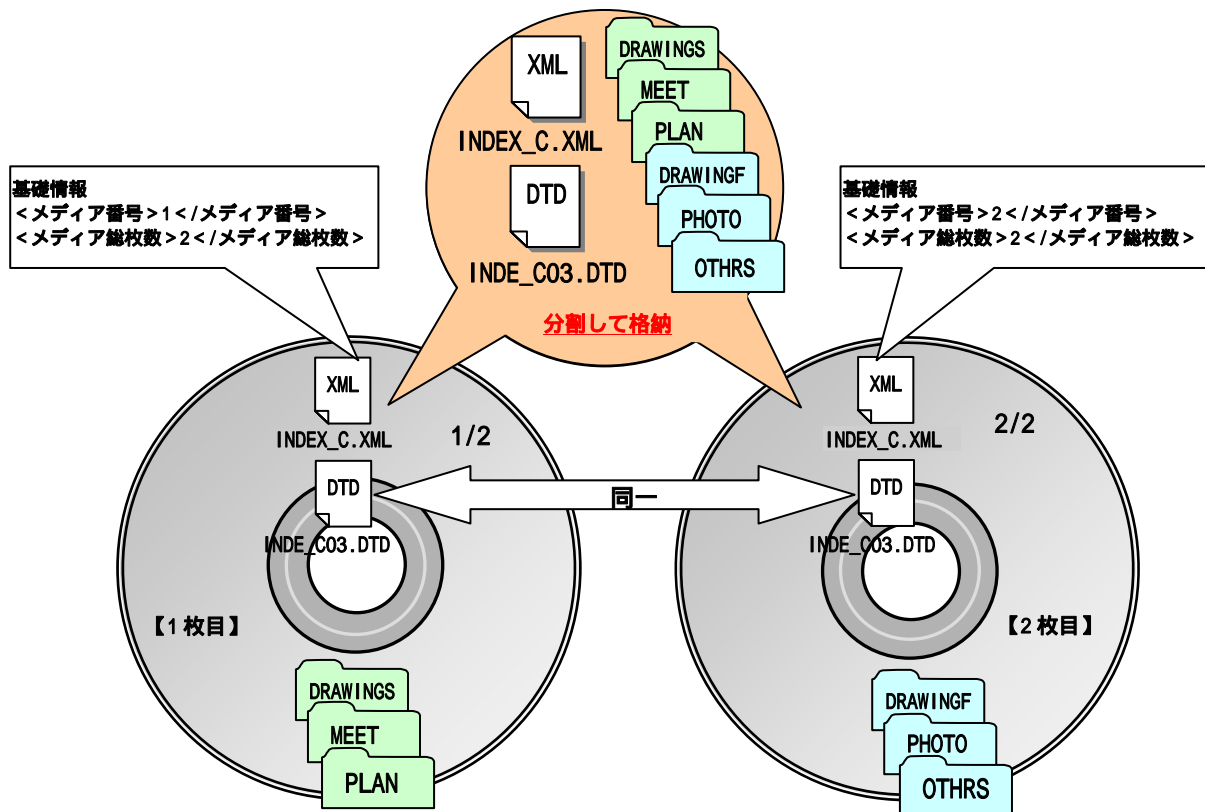 XML
INDEX_C.XML
DTD
INDE_C03.DTD
DRAWINGS
MEET
PLAN
DRAWINGF
PHOTO
OTHRS
分割して格納
基礎情報
<メディア番号>1</メディア番号>
<メディア総枚数>2</メディア総枚数>
基礎情報
<メディア番号>2</メディア番号>
<メディア総枚数>2</メディア総枚数>
XML
INDEX_C.XML
1/2
DTD
INDE_C03.DTD
【1枚目】
DRAWINGS
MEET
PLAN
同一
XML
INDEX_C.XML
2/2
DTD
INDE_C03.DTD
【2枚目】
DRAWINGF
PHOTO
OTHRS